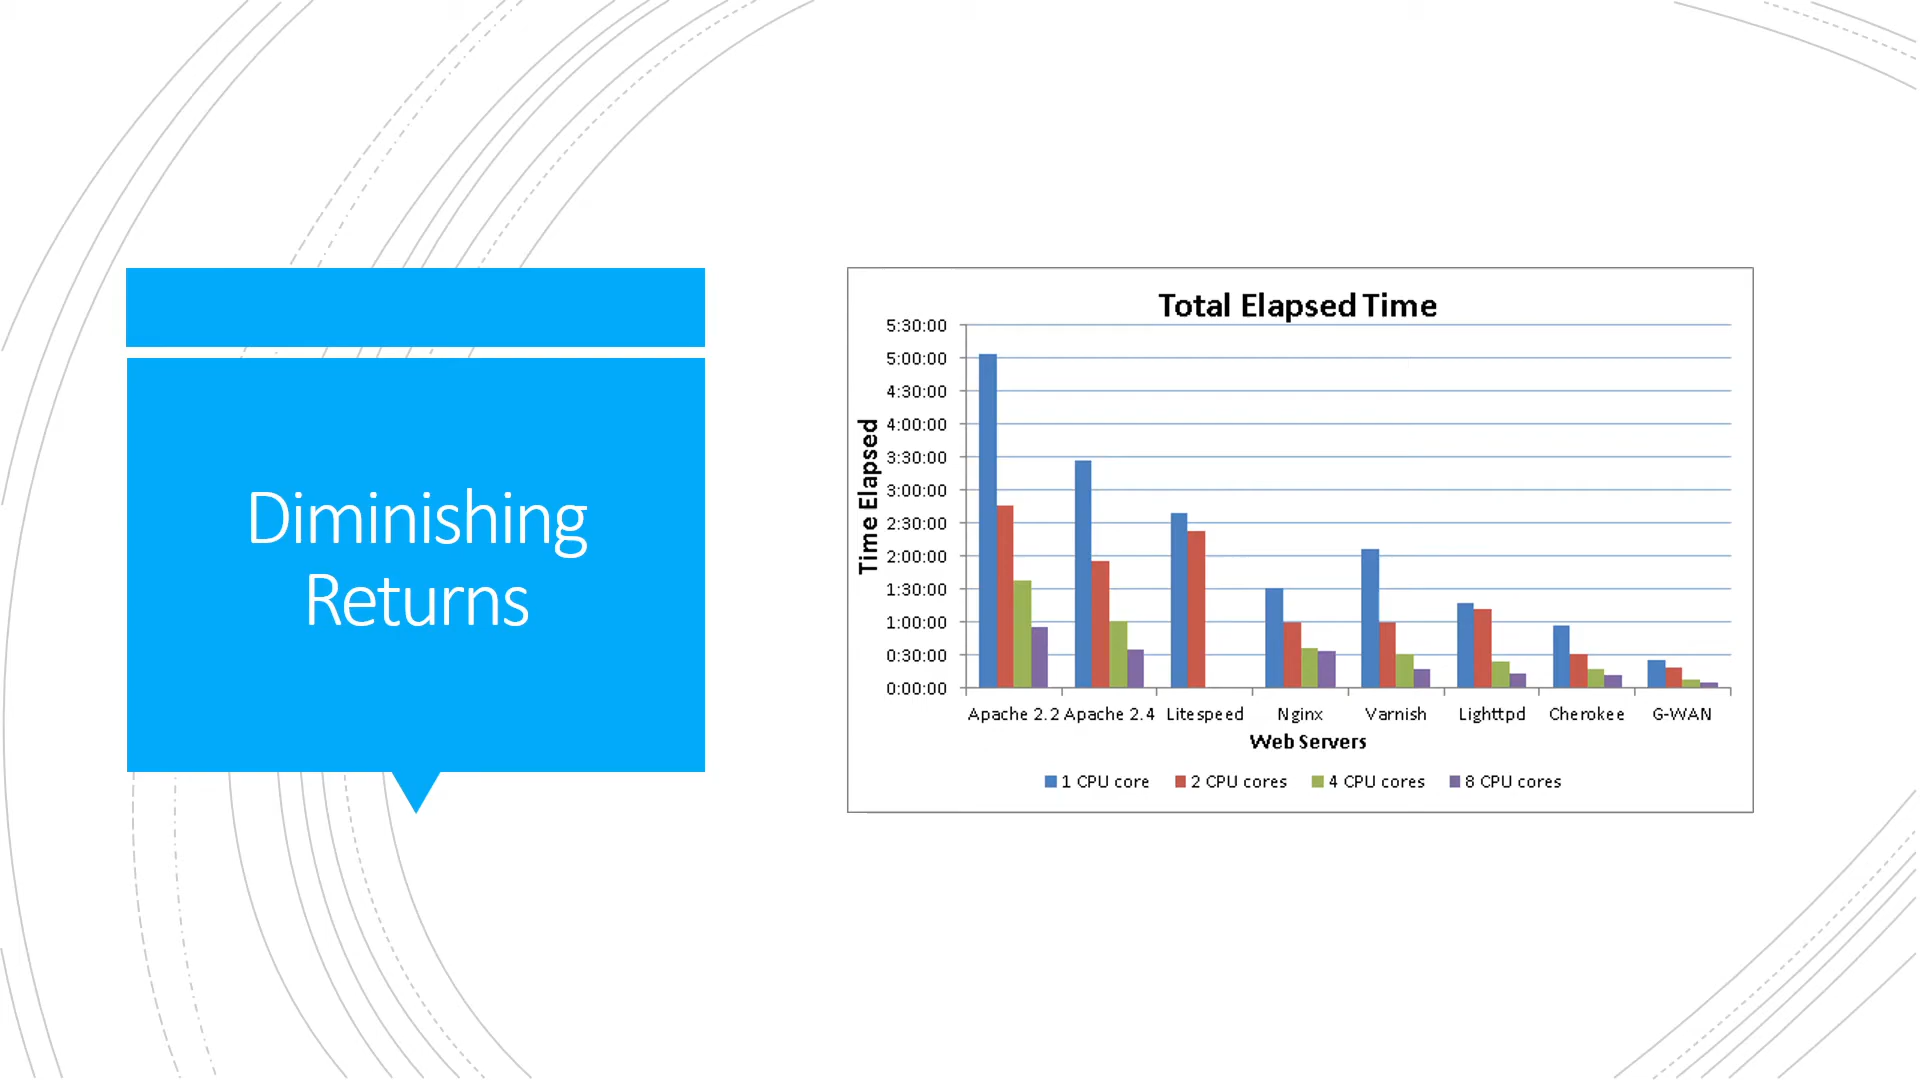 Diminishing
Returns
Total Elapsed Time
Time Elapsed
5:30:00
5:00:00
4:30:00
4:00:00
3:30:00
3:00:00
2:30:00
2:00:00
1:30:00
1:00:00
0:30:00
0:00:00
Apache 2.2 Apache 2.4 Litespeed Nginx Varnish Lighttpd Cherokee G-WAN
Web Servers
1 CPU core 2 CPU cores 4 CPU cores 8 CPU cores